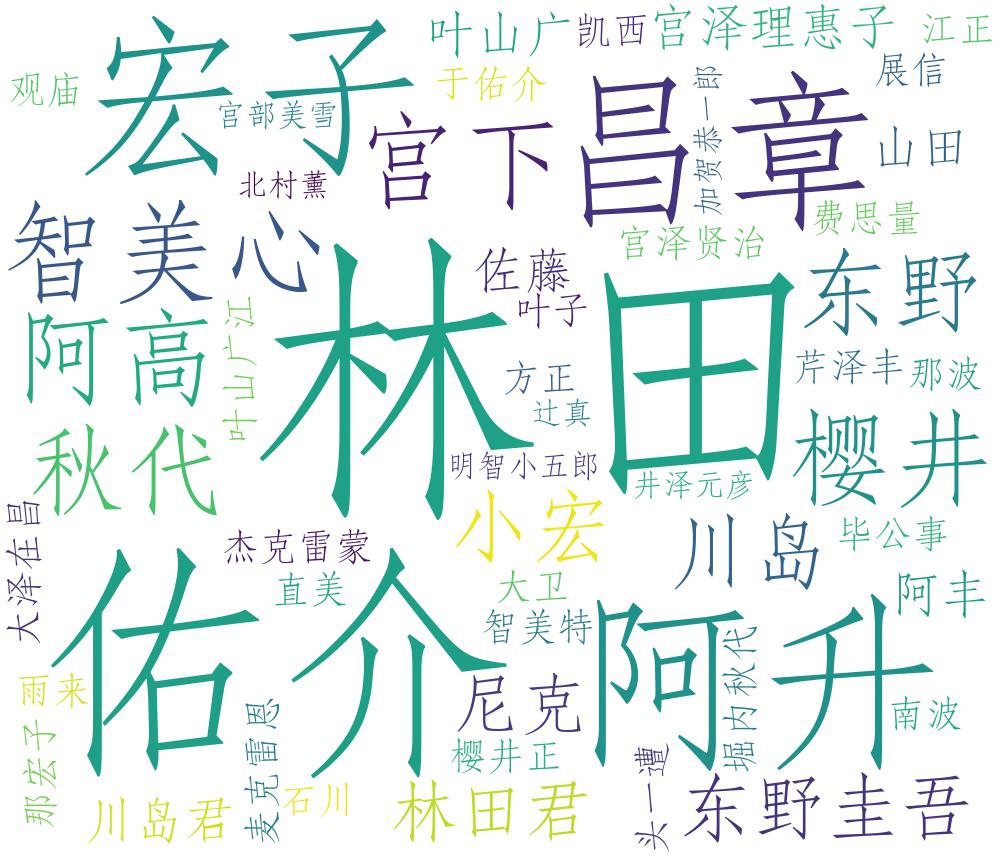 宏子
叶山广
凯西
宫泽理惠子
江正
观庙
宫部美雪
于佑介
宫下
昌章
加贺恭一郎
展信
山田
北村薰
智美心
佐藤
叶子
宫泽贤治
费思量
东野
阿高
叶山广江
林田
方正
辻真
芹泽丰
那波
秋代
明智小五郎
井泽元彦
樱井
大泽在昌
杰克雷蒙
直美
小宏
大卫
智美特
川岛
毕公事
阿丰
佑介
阿升
堀内秋代
雨来
那宏子
麦克雷恩
尼克
樱井正
南波
川岛君
石川
林田君
头一遭
东野圭吾